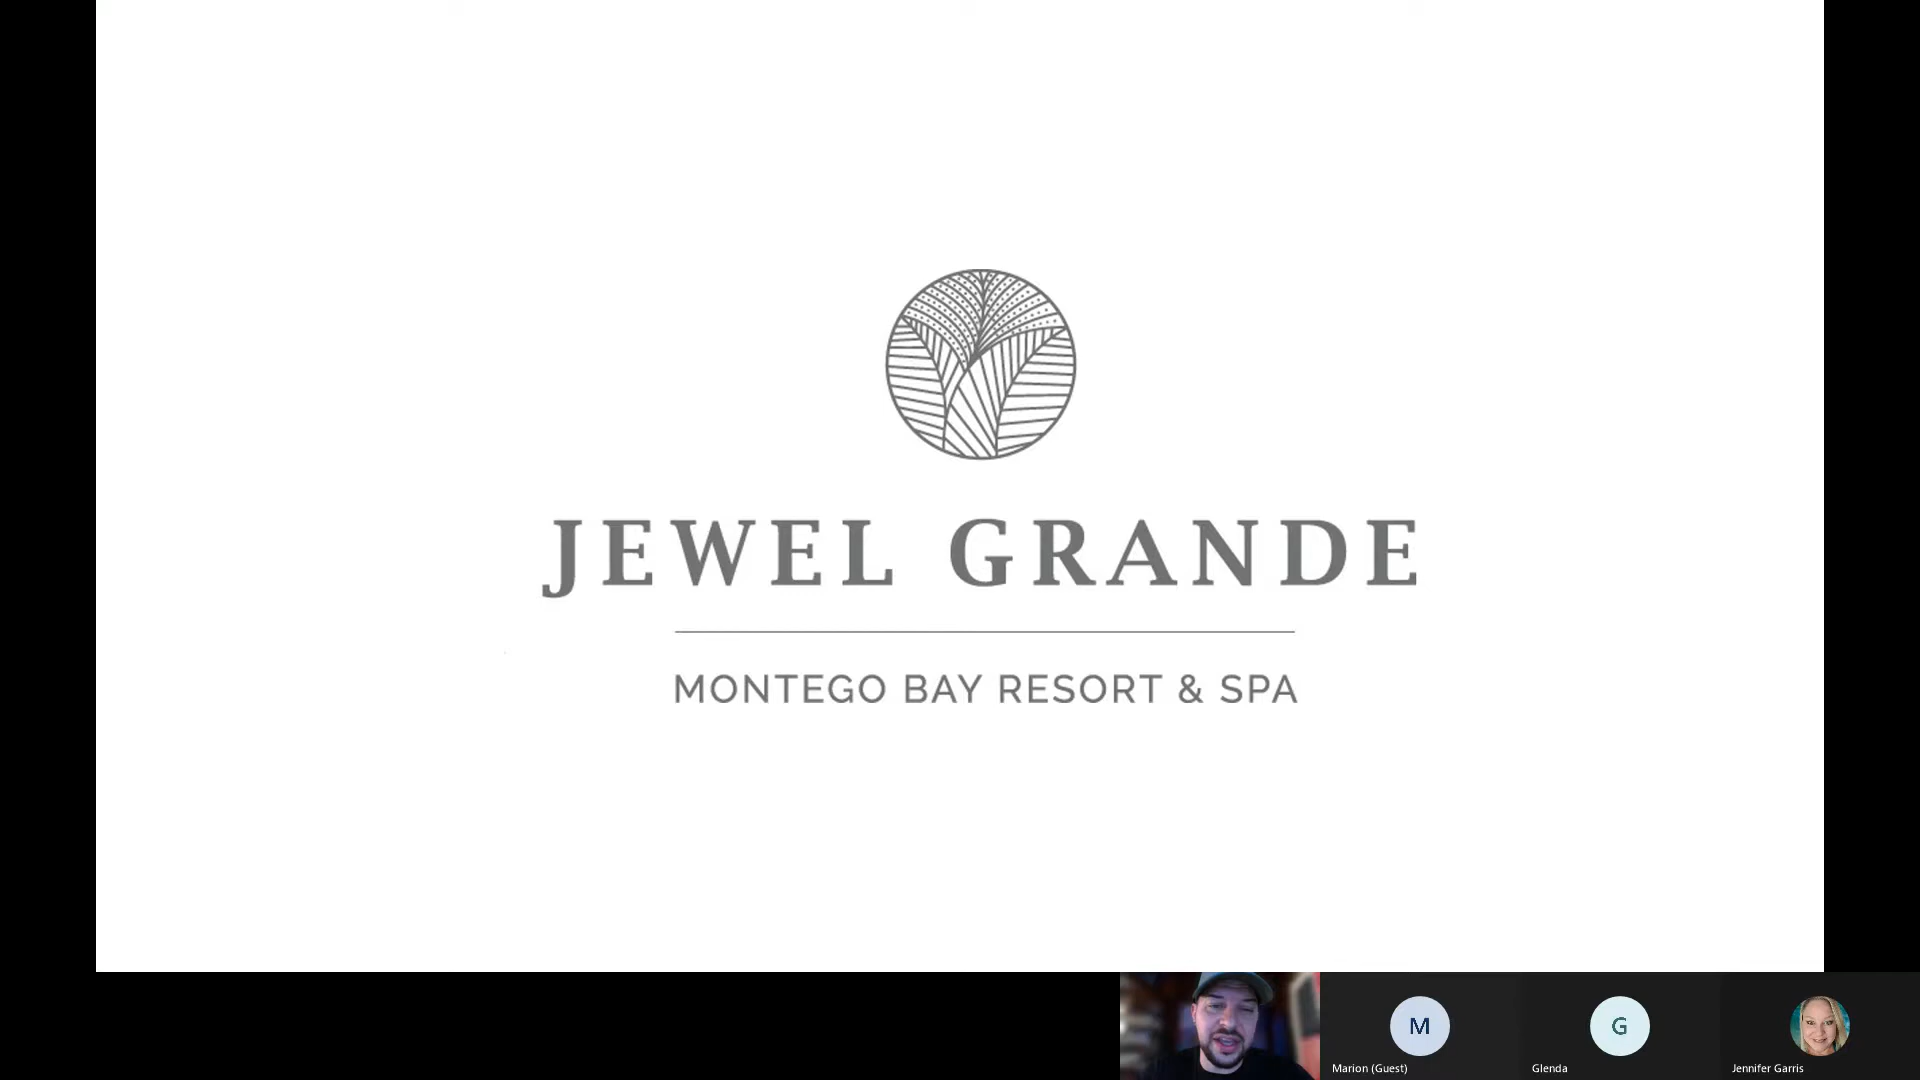 JEWEL GRANDE
MONTEGO BAY RESORT & SPA
M
G
Marion (Guest)
Glenda
Jennifer Garris